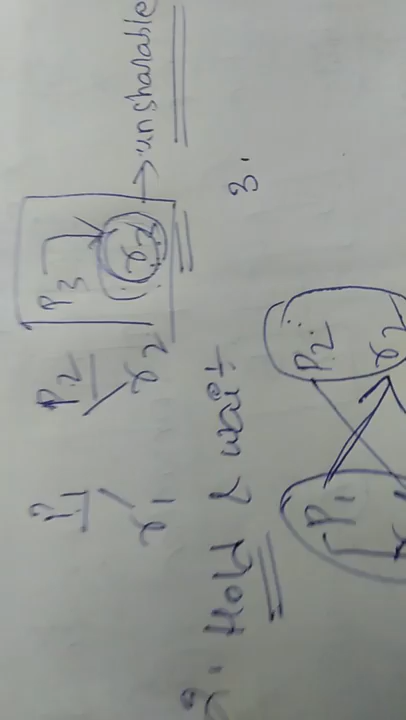 P1 P2 P3
r1 r2 r2 → unsharable
2. Hold & wait
3.
P1 P2
r2